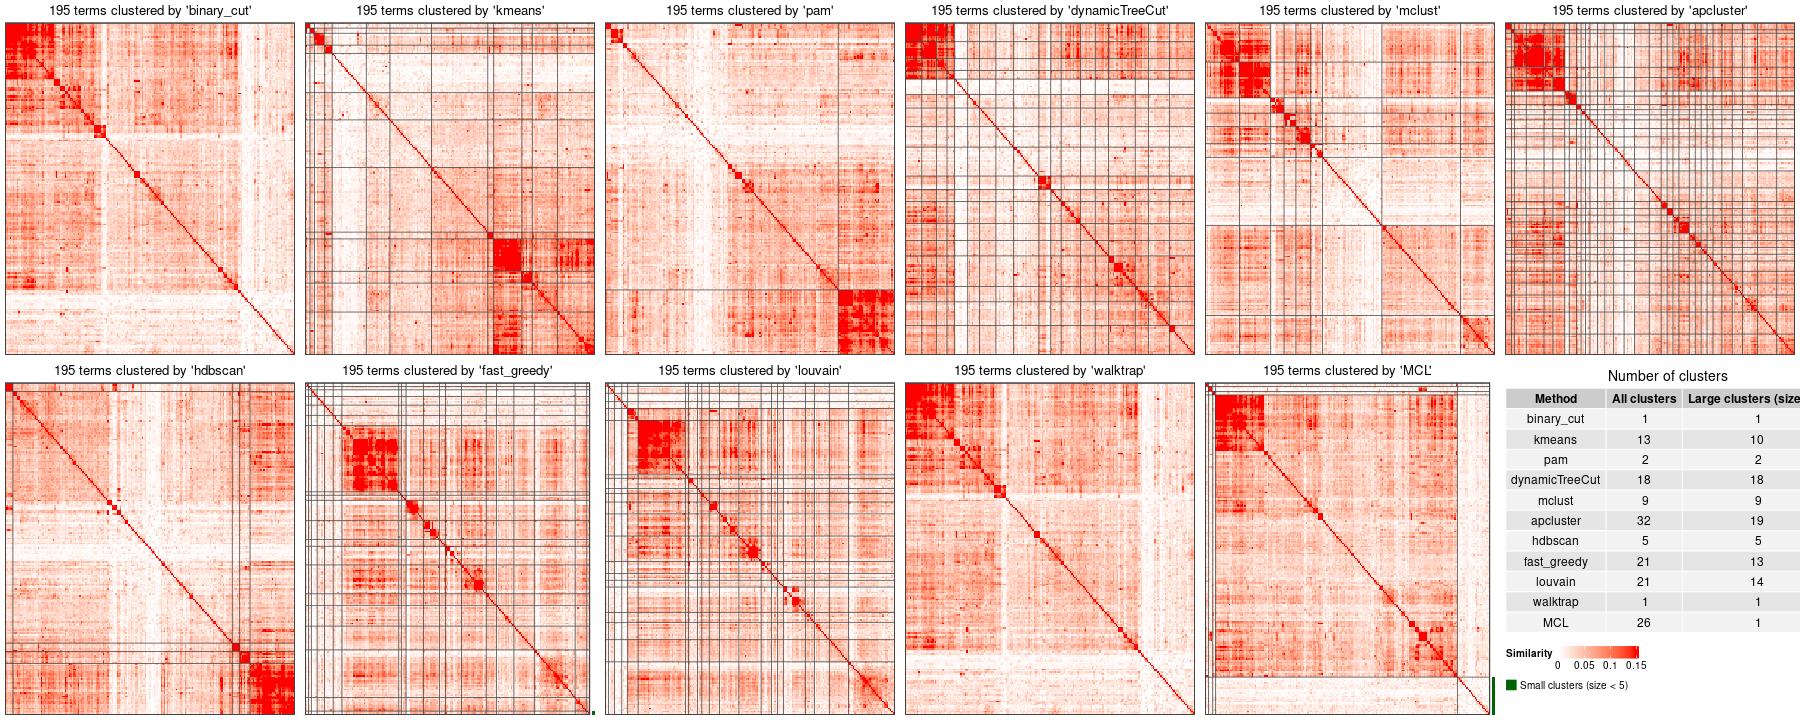 195 terms clustered by 'binary_cut'
195 terms clustered by 'kmeans'
195 terms clustered by 'pam'
195 terms clustered by 'dynamicTreeCut'
195 terms clustered by 'mclust'
195 terms clustered by 'apcluster'
195 terms clustered by 'hdbscan'
195 terms clustered by 'fast_greedy'
195 terms clustered by 'louvain'
195 terms clustered by 'walktrap'
195 terms clustered by 'MCL'
Number of clusters
Method All clusters Large clusters (size
binary_cut 1 1
kmeans 13 10
pam 2 2
dynamicTreeCut 18 18
mclust 9 9
apcluster 32 19
hdbscan 5 5
fast_greedy 21 13
louvain 21 14
walktrap 1 1
MCL 26 1
Similarity
0 0.05 0.1 0.15
Small clusters (size < 5)